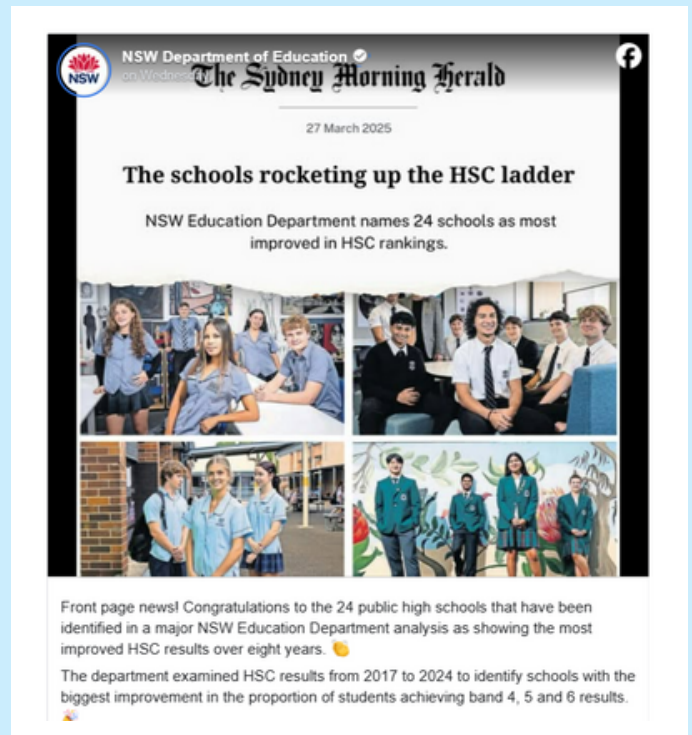 NSW
NSW Department of Education
on Wednesday
The Sydney Morning Herald
27 March 2025
The schools rocketing up the HSC ladder
NSW Education Department names 24 schools as most
improved in HSC rankings.
Front page news! Congratulations to the 24 public high schools that have been
identified in a major NSW Education Department analysis as showing the most
improved HSC results over eight years. 👏
The department examined HSC results from 2017 to 2024 to identify schools with the
biggest improvement in the proportion of students achieving band 4, 5 and 6 results.